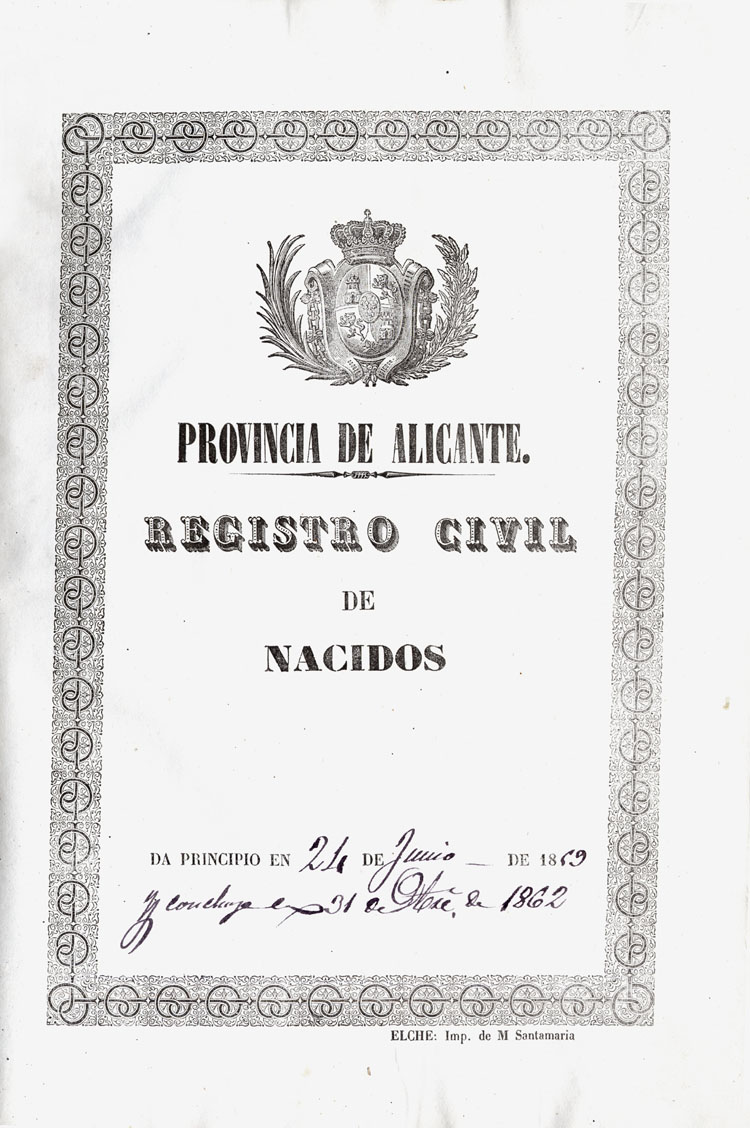 PROVINCIA DE ALICANTE.
REGISTRO CIVIL
DE
NACIDOS
DA PRINCIPIO EN 24 DE Junio — DE 1859
y concluye en 31 de de 1862
ELCHE: Imp. de M Santamaria